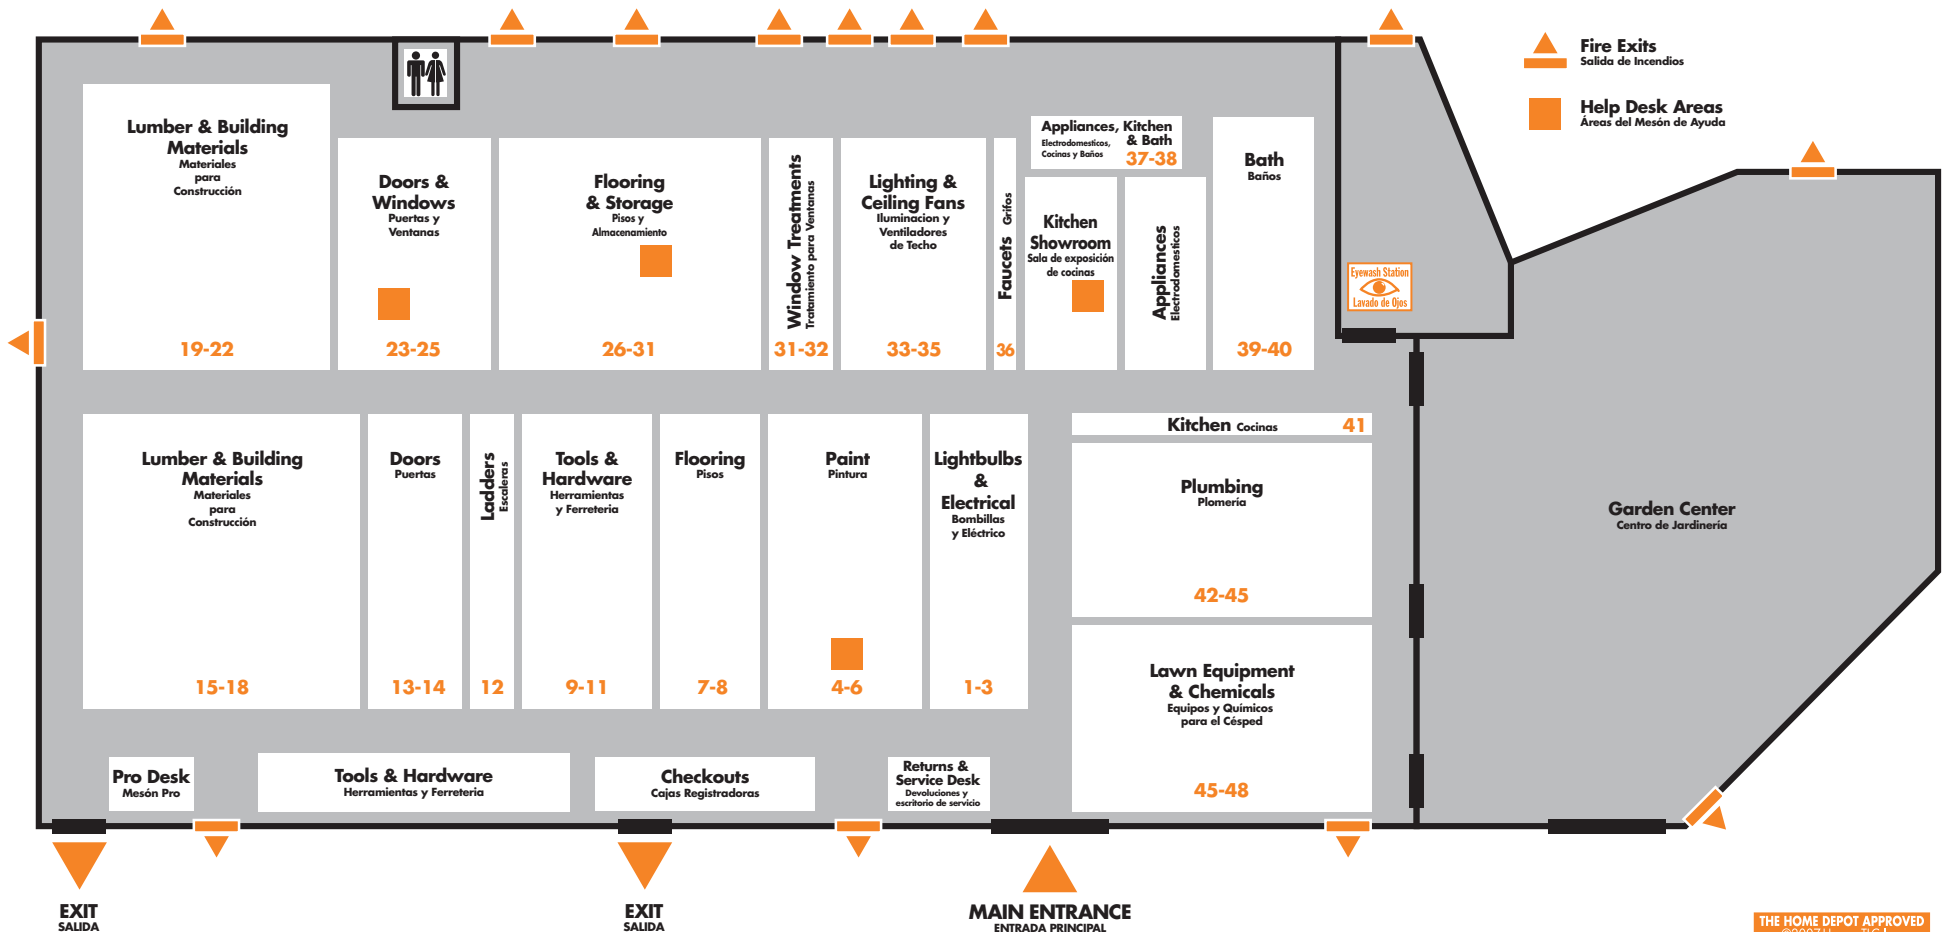 Fire Exits
Salida de Incendios
Help Desk Areas
Áreas del Mesón de Ayuda
Lumber & Building
Materials
Materiales
para
Construcción
19-22
Doors &
Windows
Puertas y
Ventanas
23-25
Flooring
& Storage
Pisos y
Almacenamiento
26-31
Window Treatments
Tratamiento para Ventanas
31-32
Lighting &
Ceiling Fans
Iluminacion y
Ventiladores
de Techo
33-35
Faucets Grifos
36
Appliances, Kitchen
& Bath
Electrodomesticos,
Cocinas y Baños
37-38
Kitchen
Showroom
Sala de exposición
de cocinas
Appliances
Electrodomesticos
Bath
Baños
39-40
Eyewash Station
Lavado de Ojos
Lumber & Building
Materials
Materiales
para
Construcción
15-18
Doors
Puertas
13-14
Ladders
Escaleras
12
Tools &
Hardware
Herramientas
y Ferreteria
9-11
Flooring
Pisos
7-8
Paint
Pintura
4-6
Lightbulbs
&
Electrical
Bombillas
y Eléctrico
1-3
Kitchen Cocinas 41
Plumbing
Plomería
42-45
Lawn Equipment
& Chemicals
Equipos y Químicos
para el Césped
45-48
Garden Center
Centro de Jardinería
Pro Desk
Mesón Pro
Tools & Hardware
Herramientas y Ferreteria
Checkouts
Cajas Registradoras
Returns &
Service Desk
Devoluciones y
escritorio de servicio
EXIT
SALIDA
EXIT
SALIDA
MAIN ENTRANCE
ENTRADA PRINCIPAL
THE HOME DEPOT APPROVED